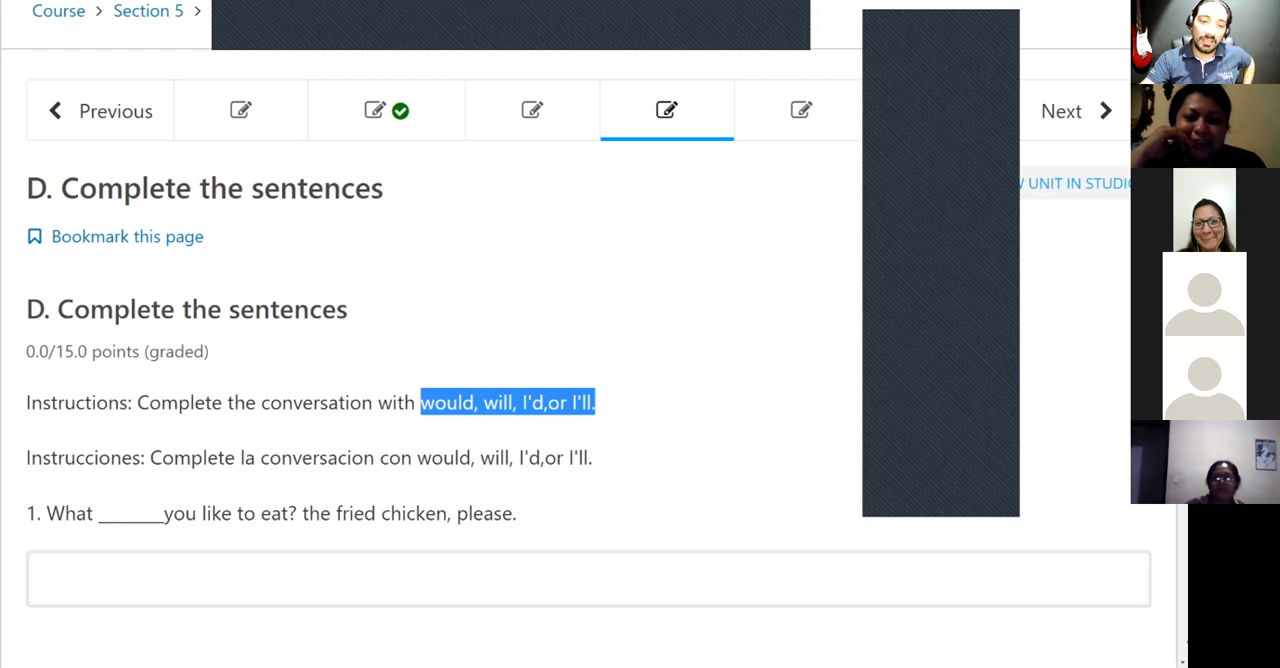 Course > Section 5 >
Previous
Next
D. Complete the sentences
UNIT IN STUDIO
Bookmark this page
D. Complete the sentences
0.0/15.0 points (graded)
Instructions: Complete the conversation with would, will, I'd,or I'll.
Instrucciones: Complete la conversacion con would, will, I'd,or I'll.
1. What _______you like to eat? the fried chicken, please.